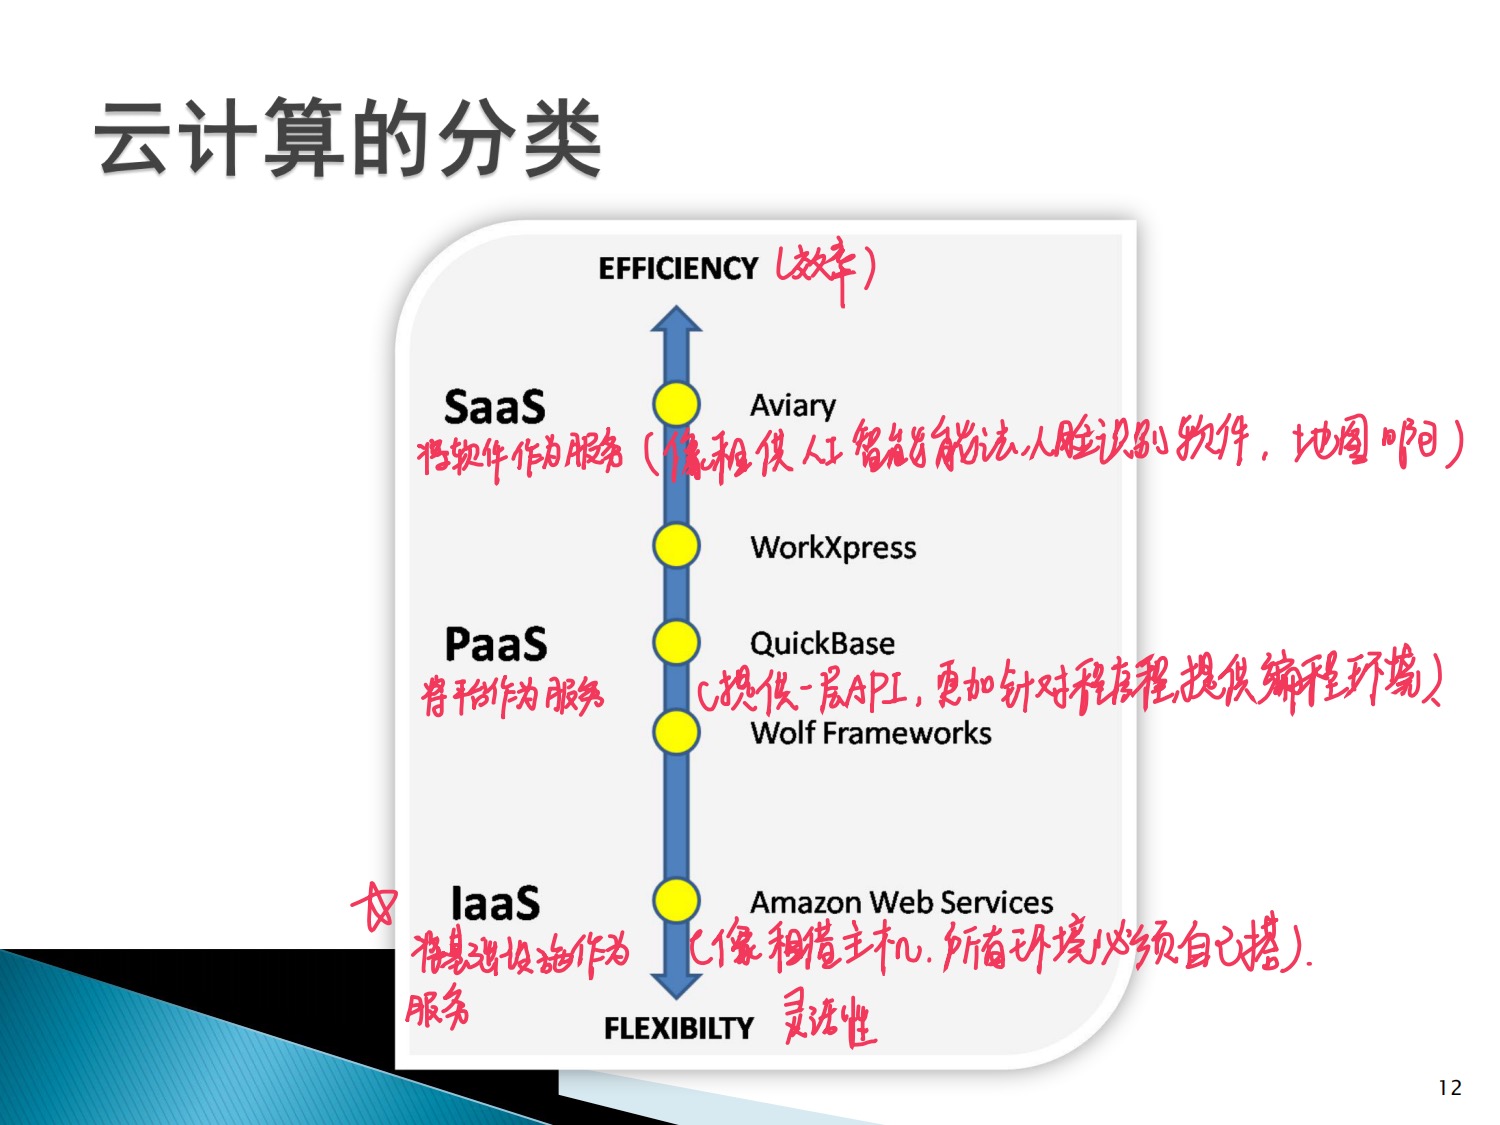 云计算的分类
EFFICIENCY (效率)
SaaS Aviary
将软件作为服务 (像租供人工智能能法人脸识别软件，地图啊)
WorkXpress
PaaS QuickBase
将平台作为服务 (提供一层API，更加针对程序程提供编程环境)
Wolf Frameworks
IaaS Amazon Web Services
将基础设施作为 (像租借主机，所有环境必须自己搭).
服务
FLEXIBILTY 灵活性
12